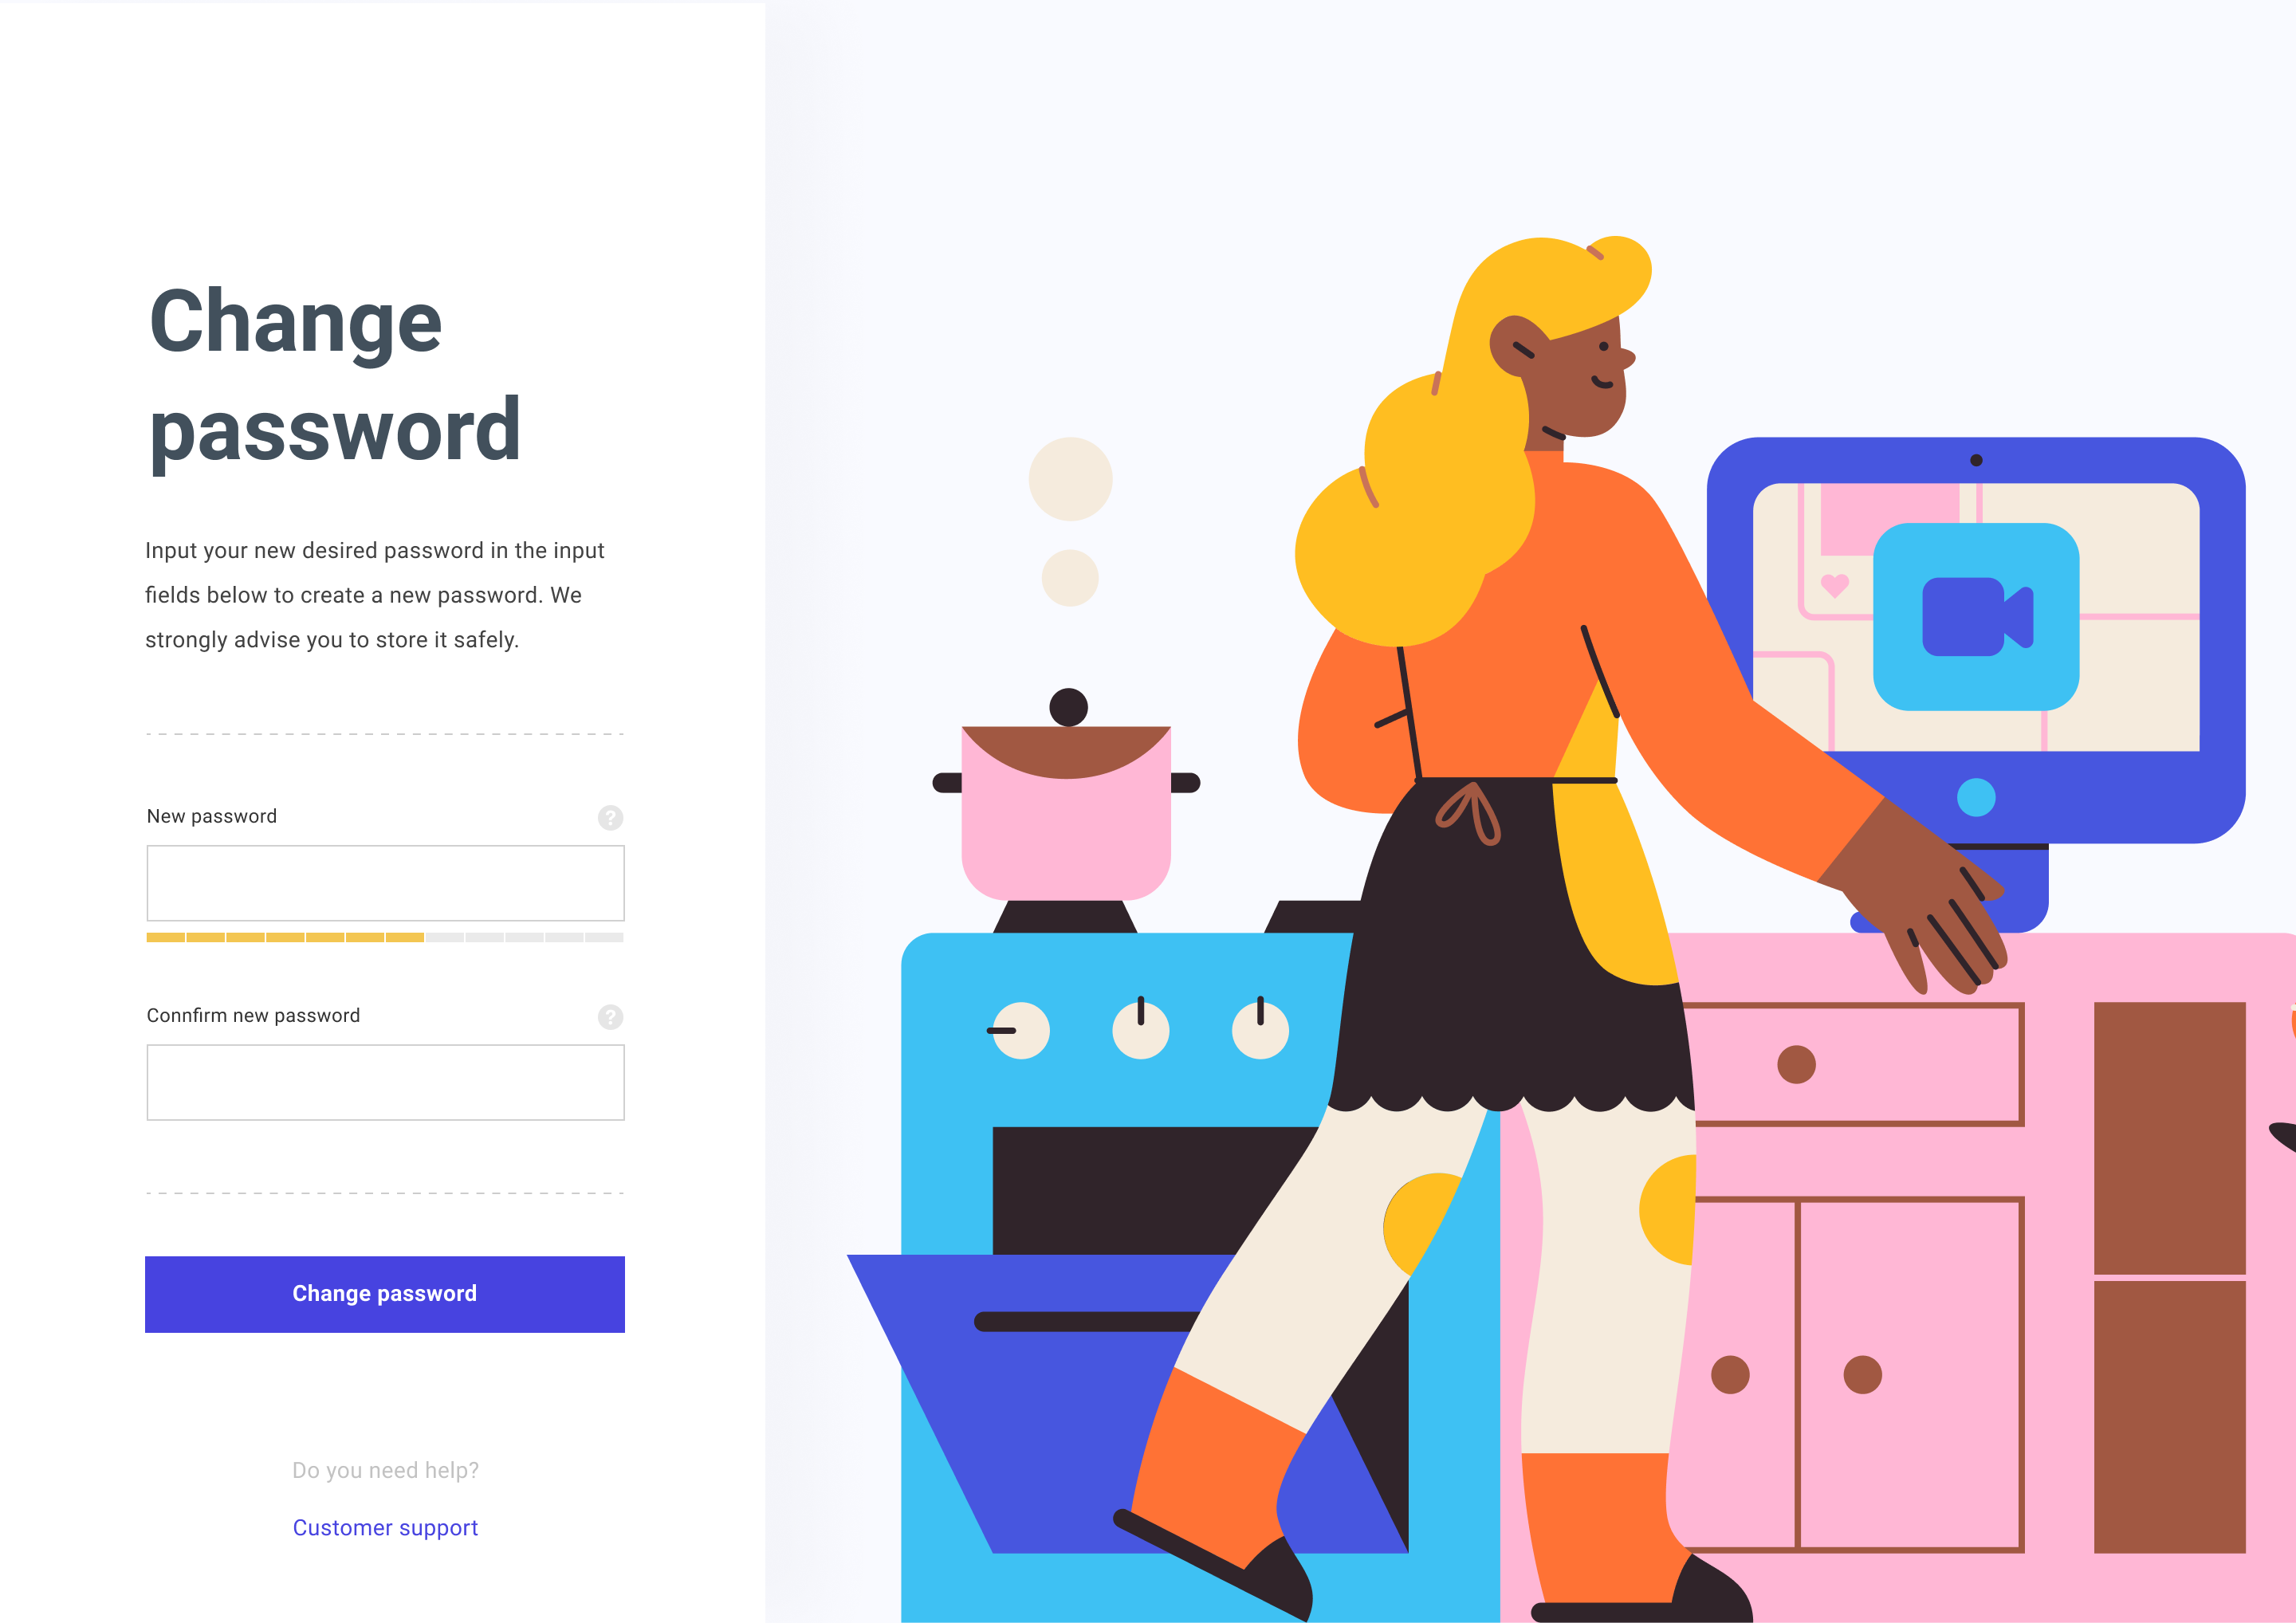 Change
password
Input your new desired password in the input
fields below to create a new password. We
strongly advise you to store it safely.
New password
?
Connfirm new password
?
Change password
Do you need help?
Customer support